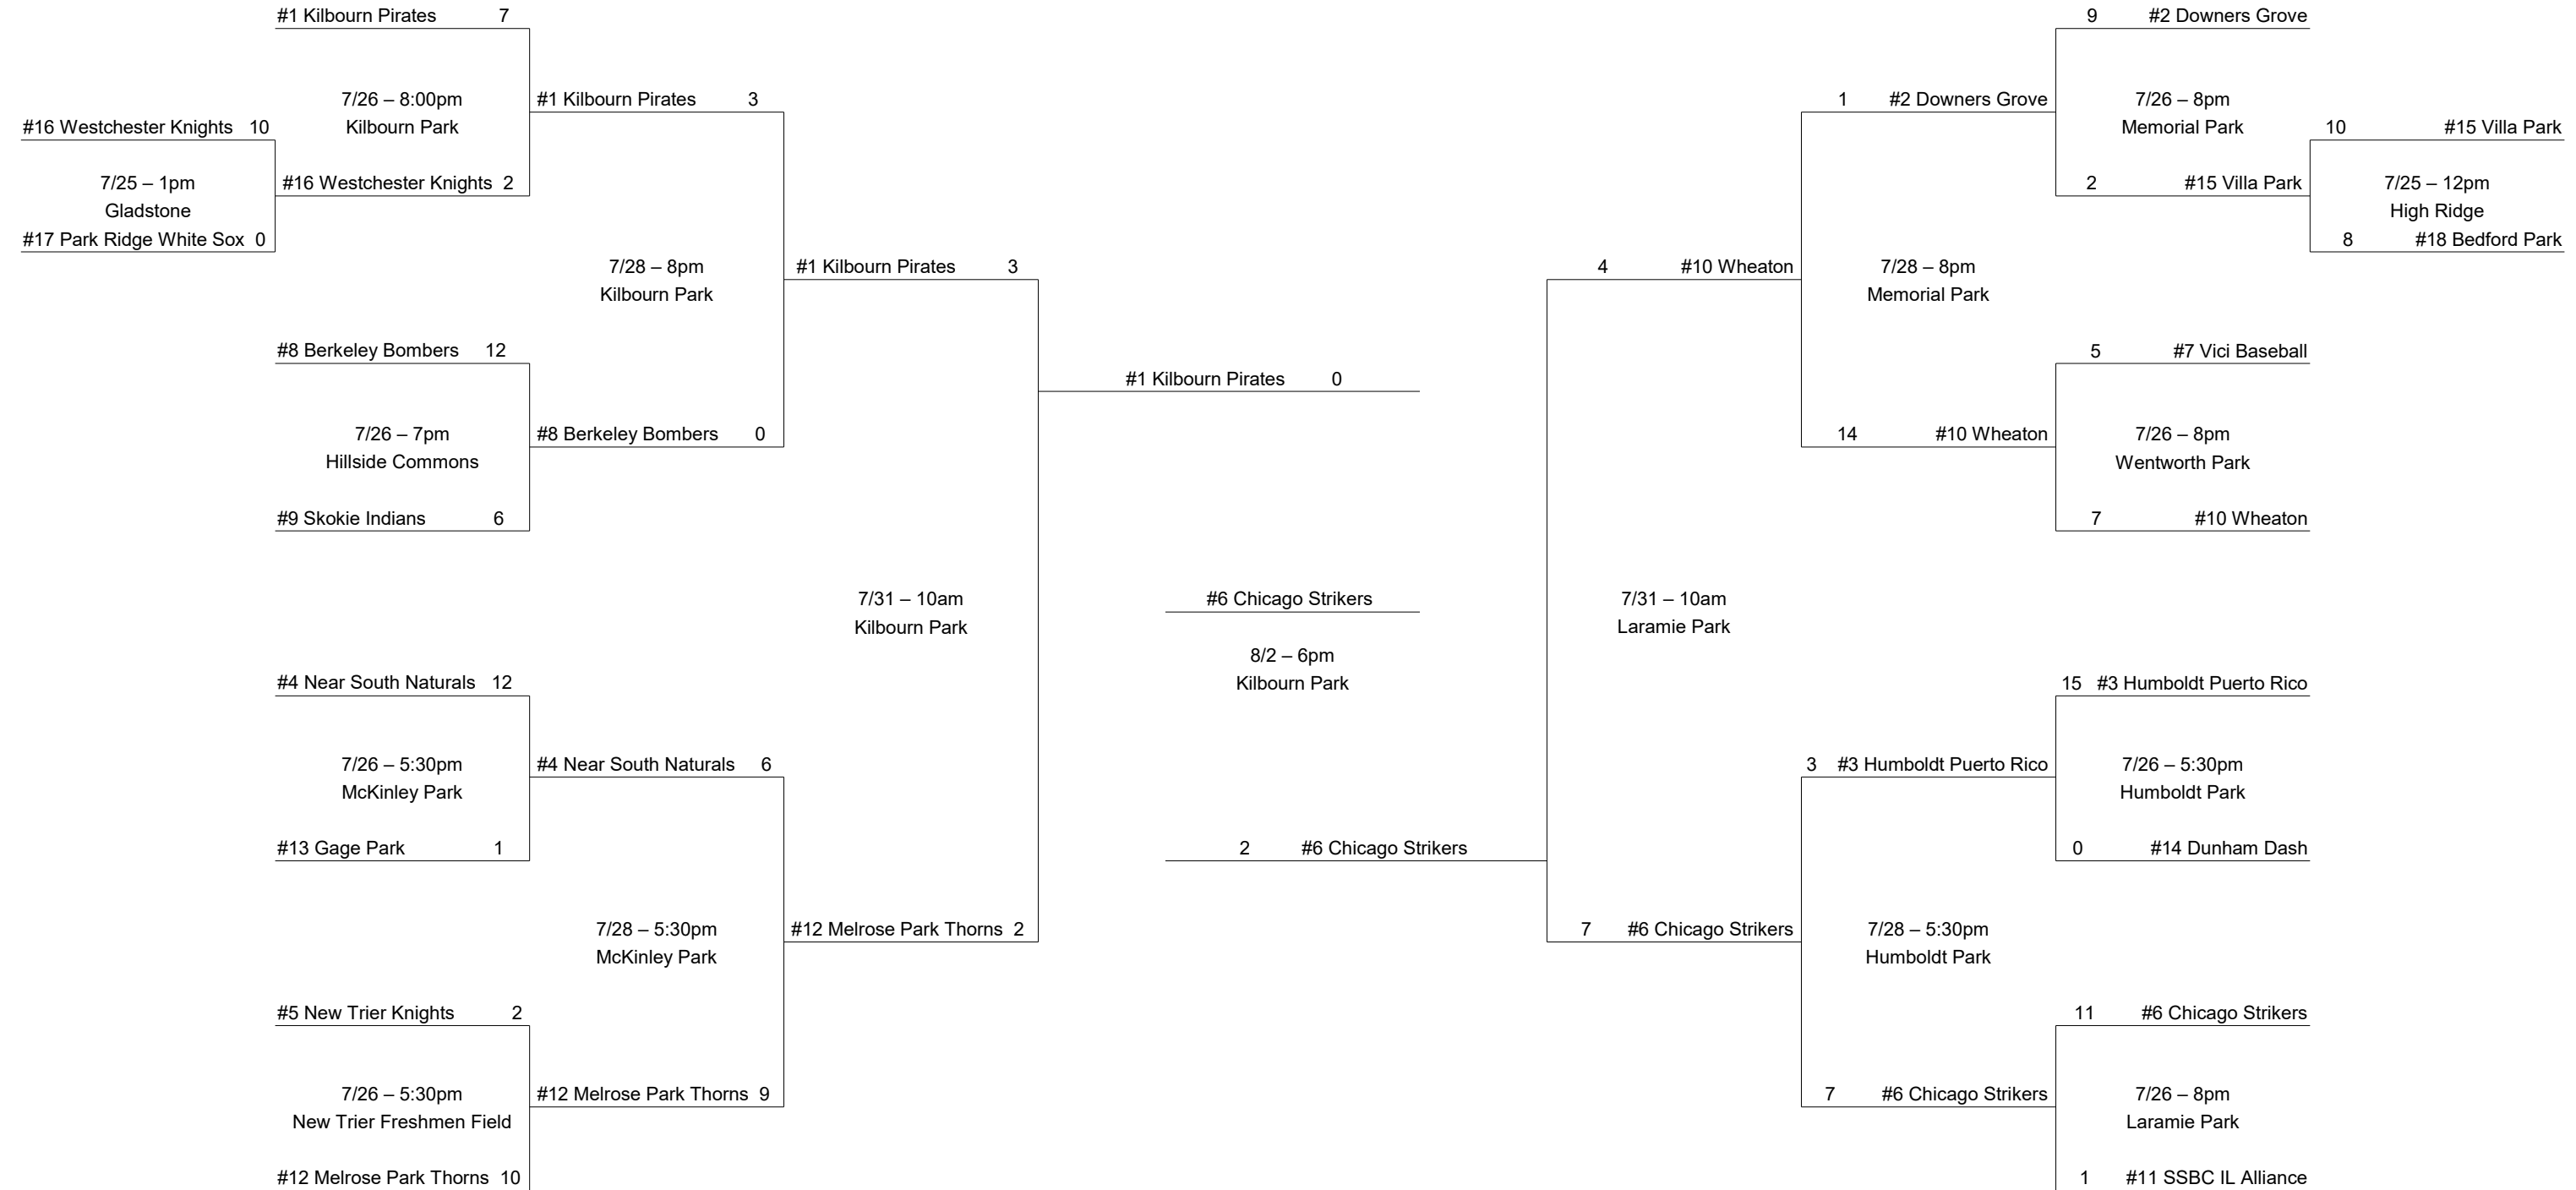 #1 Kilbourn Pirates 7
9 #2 Downers Grove
7/26 – 8:00pm
Kilbourn Park
#1 Kilbourn Pirates 3
1 #2 Downers Grove
7/26 – 8pm
Memorial Park
#16 Westchester Knights 10
10 #15 Villa Park
7/25 – 1pm
Gladstone
#16 Westchester Knights 2
2 #15 Villa Park
7/25 – 12pm
High Ridge
#17 Park Ridge White Sox 0
8 #18 Bedford Park
7/28 – 8pm
Kilbourn Park
#1 Kilbourn Pirates 3
4 #10 Wheaton
7/28 – 8pm
Memorial Park
#8 Berkeley Bombers 12
5 #7 Vici Baseball
#1 Kilbourn Pirates 0
7/26 – 7pm
Hillside Commons
#8 Berkeley Bombers 0
14 #10 Wheaton
7/26 – 8pm
Wentworth Park
#9 Skokie Indians 6
7 #10 Wheaton
7/31 – 10am
Kilbourn Park
#6 Chicago Strikers
7/31 – 10am
Laramie Park
8/2 – 6pm
Kilbourn Park
#4 Near South Naturals 12
15 #3 Humboldt Puerto Rico
7/26 – 5:30pm
McKinley Park
#4 Near South Naturals 6
3 #3 Humboldt Puerto Rico
7/26 – 5:30pm
Humboldt Park
#13 Gage Park 1
2 #6 Chicago Strikers
0 #14 Dunham Dash
7/28 – 5:30pm
McKinley Park
#12 Melrose Park Thorns 2
7 #6 Chicago Strikers
7/28 – 5:30pm
Humboldt Park
#5 New Trier Knights 2
11 #6 Chicago Strikers
7/26 – 5:30pm
New Trier Freshmen Field
#12 Melrose Park Thorns 9
7 #6 Chicago Strikers
7/26 – 8pm
Laramie Park
#12 Melrose Park Thorns 10
1 #11 SSBC IL Alliance